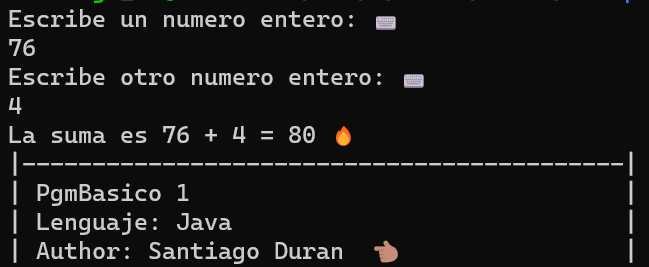 Escribe un numero entero: ⌨️
76
Escribe otro numero entero: ⌨️
4
La suma es 76 + 4 = 80 🔥
|---------------------------------------|
| PgmBasico 1                           |
| Lenguaje: Java                        |
| Author: Santiago Duran 👈🏽             |